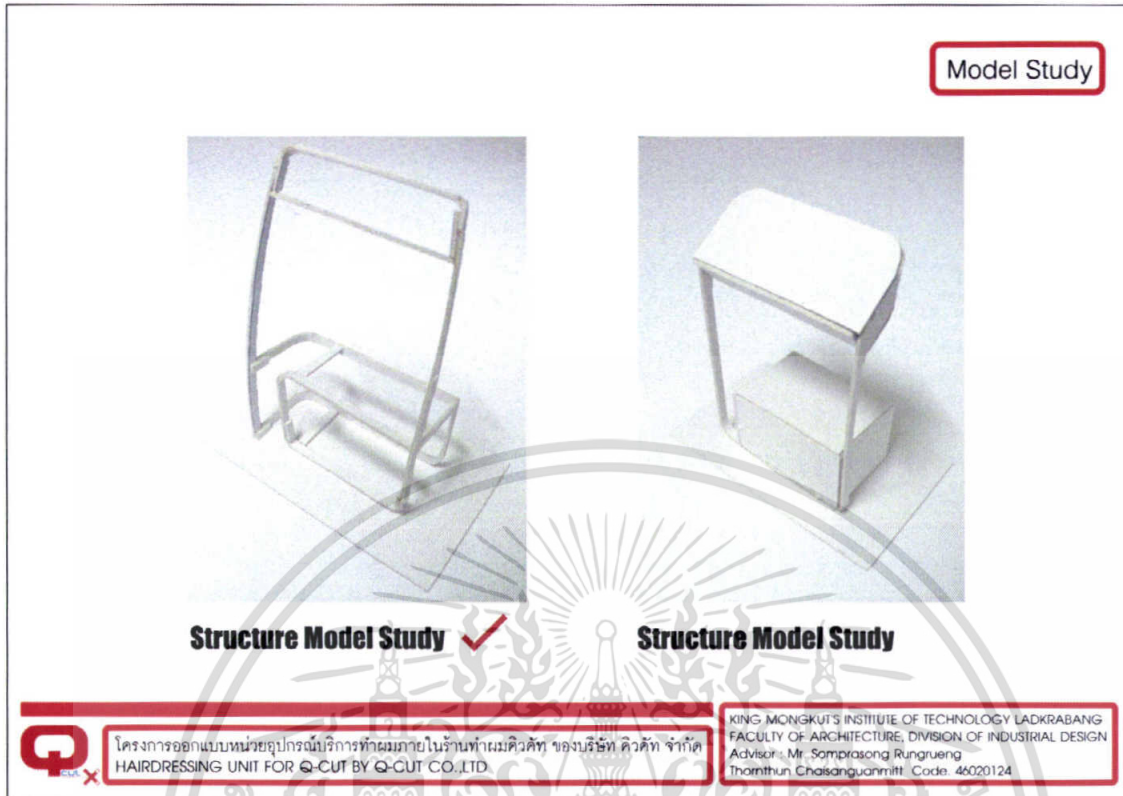 Model Study
Structure Model Study
Structure Model Study
Q
CUT
โครงการออกแบบหน่วยอุปกรณ์บริการทำผมภายในร้านทำผมคิวคัท ของบริษัท คิวคัท จำกัด
HAIRDRESSING UNIT FOR Q-CUT BY Q-CUT CO.,LTD
KING MONGKUT'S INSTITUTE OF TECHNOLOGY LADKRABANG
FACULTY OF ARCHITECTURE, DIVISION OF INDUSTRIAL DESIGN
Advisor : Mr. Somprasong Rungrueng
Thornthun Chaisanguanmitt Code. 46020124